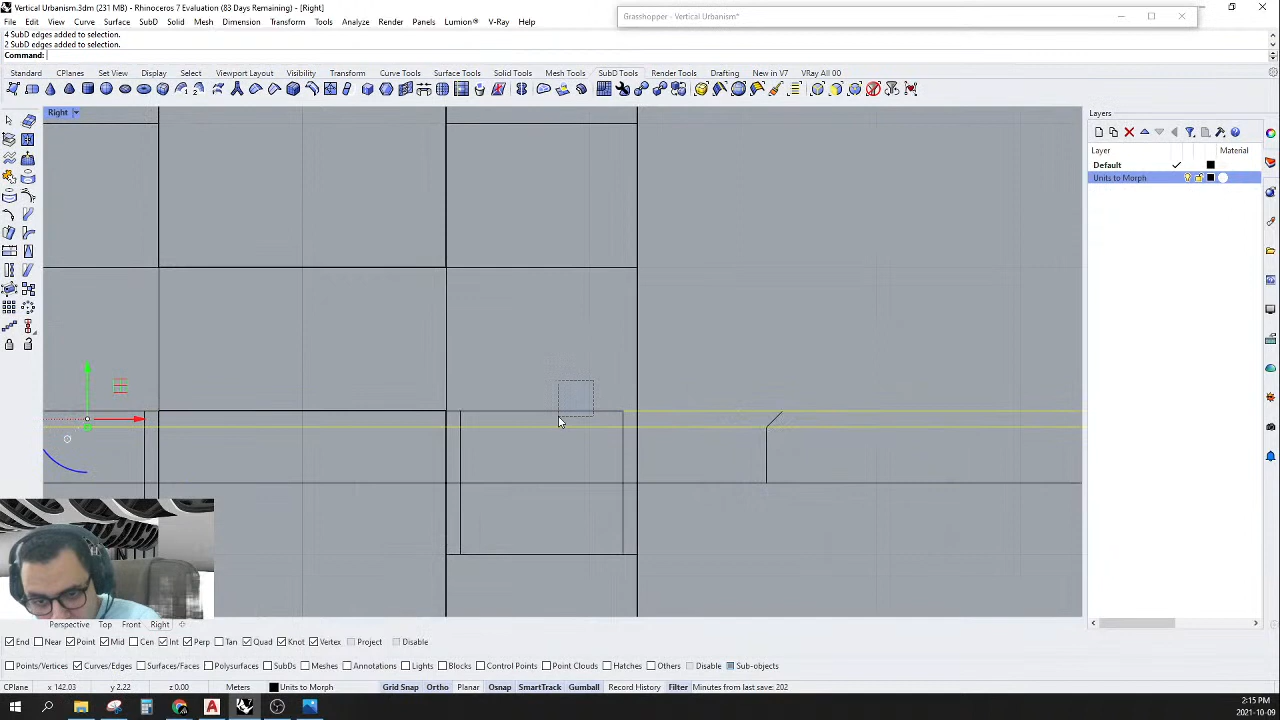 Vertical Urbanism.3dm (231 MB) - Rhinoceros 7 Evaluation (83 Days Remaining) - [Right]
Grasshopper - Vertical Urbanism*
File Edit View Curve Surface SubD Solid Mesh Dimension Transform Tools Analyze Render Panels Lumion® V-Ray Window Help
4 SubD edges added to selection.
2 SubD edges added to selection.
Command:
Standard CPlanes Set View Display Select Viewport Layout Visibility Transform Curve Tools Surface Tools Solid Tools Mesh Tools SubD Tools Render Tools Drafting New in V7 VRay All 00
Right
Layers
Layer Material
Default
Units to Morph
Perspective Top Front Right
End Near Point Mid Cen Int Perp Tan Quad Knot Vertex Project Disable
Points/Vertices Curves/Edges Surfaces/Faces Polysurfaces SubDs Meshes Annotations Lights Blocks Control Points Point Clouds Hatches Others Disable Sub-objects
CPlane x 142.03 y 2.22 z 0.00 Meters Units to Morph Grid Snap Ortho Planar Osnap SmartTrack Gumball Record History Filter Minutes from last save: 202
2:15 PM
2021-10-09